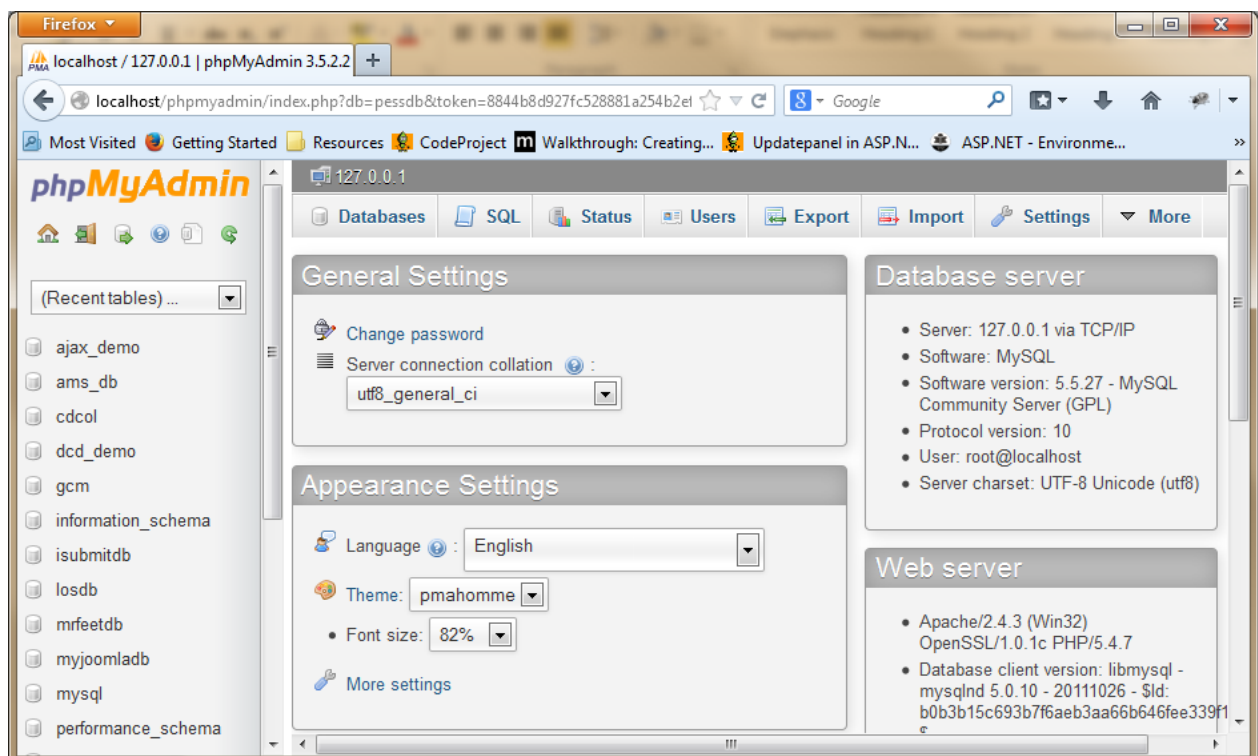 Firefox
localhost / 127.0.0.1 | phpMyAdmin 3.5.2.2
localhost/phpmyadmin/index.php?db=pessdb&token=8844b8d927fc528881a254b2ef
Google
Most Visited Getting Started Resources CodeProject Walkthrough: Creating... Updatepanel in ASP.N... ASP.NET - Environme...
phpMyAdmin
(Recent tables) ...
ajax_demo
ams_db
cdcol
dcd_demo
gcm
information_schema
isubmitdb
losdb
mrfeetdb
myjoomladb
mysql
performance_schema
127.0.0.1
Databases SQL Status Users Export Import Settings More
General Settings
Change password
Server connection collation :
utf8_general_ci
Appearance Settings
Language : English
Theme: pmahomme
Font size: 82%
More settings
Database server
Server: 127.0.0.1 via TCP/IP
Software: MySQL
Software version: 5.5.27 - MySQL
Community Server (GPL)
Protocol version: 10
User: root@localhost
Server charset: UTF-8 Unicode (utf8)
Web server
Apache/2.4.3 (Win32)
OpenSSL/1.0.1c PHP/5.4.7
Database client version: libmysql -
mysqlnd 5.0.10 - 20111026 - $Id:
b0b3b15c693b7f6aeb3aa66b646fee339f1